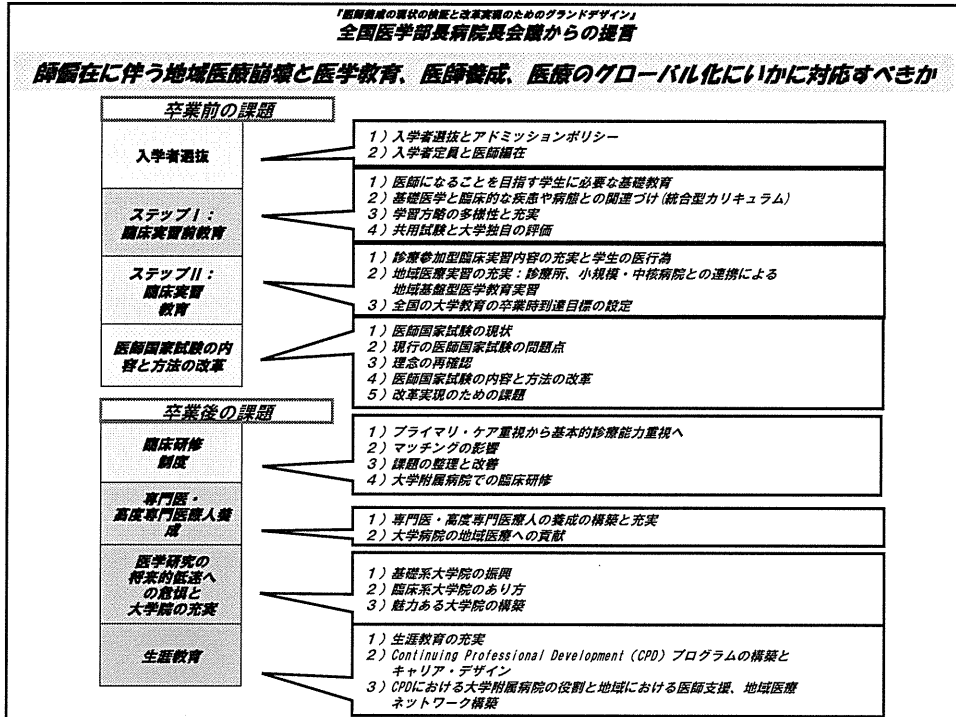 『医師養成の現状の検証と改革実現のためのグランドデザイン』
全国医学部長病院長会議からの提言
師偏在に伴う地域医療崩壊と医学教育、医師養成、医療のグローバル化にいかに対応すべきか
卒業前の課題
入学者選抜
1）入学者選抜とアドミッションポリシー
2）入学者定員と医師偏在
ステップⅠ：
臨床実習前教育
1）医師になることを目指す学生に必要な基礎教育
2）基礎医学と臨床的な疾患や病態との関連づけ(統合型カリキュラム)
3）学習方略の多様性と充実
4）共用試験と大学独自の評価
ステップⅡ：
臨床実習
教育
1）診療参加型臨床実習内容の充実と学生の医行為
2）地域医療実習の充実：診療所、小規模・中核病院との連携による
地域基盤型医学教育実習
3）全国の大学教育の卒業時到達目標の設定
医師国家試験の内
容と方法の改革
1）医師国家試験の現状
2）現行の医師国家試験の問題点
3）理念の再確認
4）医師国家試験の内容と方法の改革
5）改革実現のための課題
卒業後の課題
臨床研修
制度
1）プライマリ・ケア重視から基本的診療能力重視へ
2）マッチングの影響
3）課題の整理と改善
4）大学附属病院での臨床研修
専門医・
高度専門医療人養
成
1）専門医・高度専門医療人の養成の構築と充実
2）大学病院の地域医療への貢献
医学研究の
将来的低迷へ
の危惧と
大学院の充実
1）基礎系大学院の振興
2）臨床系大学院のあり方
3）魅力ある大学院の構築
生涯教育
1）生涯教育の充実
2）Continuing Professional Development (CPD) プログラムの構築と
キャリア・デザイン
3）CPDにおける大学附属病院の役割と地域における医師支援、地域医療
ネットワーク構築